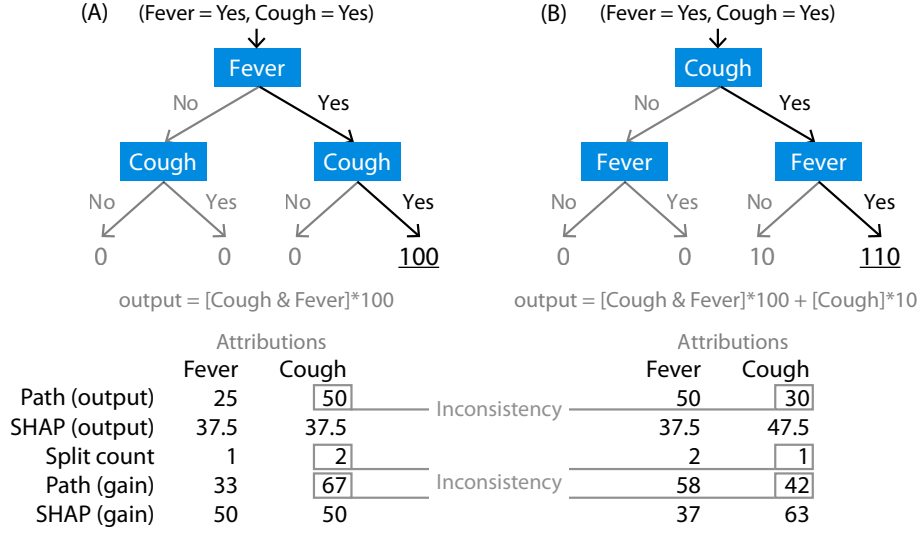 (A) (Fever = Yes, Cough = Yes)
Fever
No Yes
Cough Cough
No Yes No Yes
0 0 0 100
output = [Cough & Fever]*100
(B) (Fever = Yes, Cough = Yes)
Cough
No Yes
Fever Fever
No Yes No Yes
0 0 10 110
output = [Cough & Fever]*100 + [Cough]*10
Attributions Attributions
Fever Cough Fever Cough
Path (output) 25 50 50 30
Inconsistency
SHAP (output) 37.5 37.5 37.5 47.5
Split count 1 2 2 1
Inconsistency
Path (gain) 33 67 58 42
SHAP (gain) 50 50 37 63